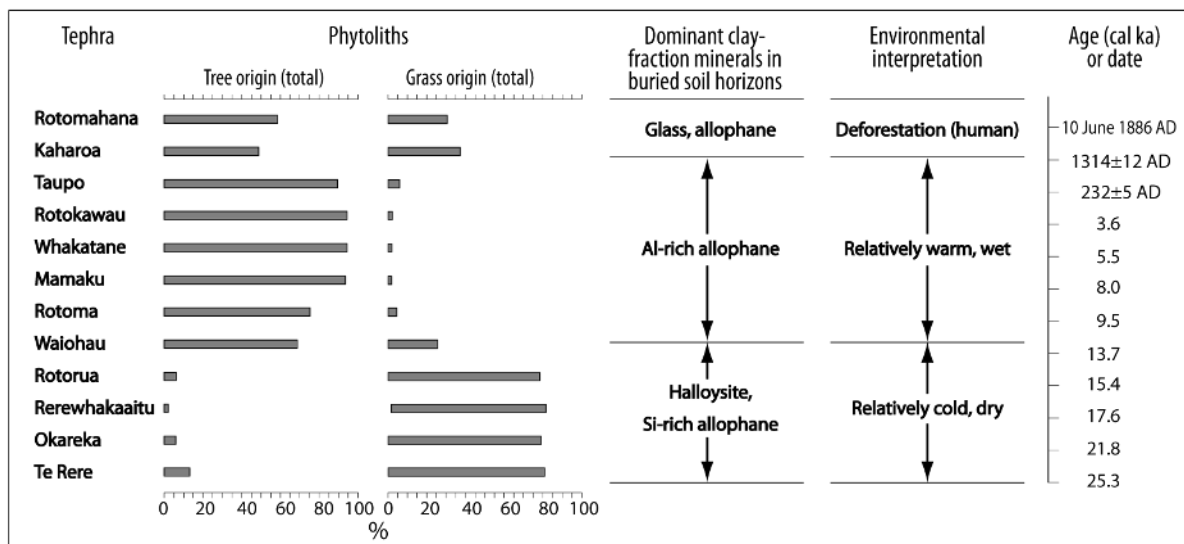 Tephra
Phytoliths
Dominant clay-
fraction minerals in
buried soil horizons
Environmental
interpretation
Age (cal ka)
or date
Tree origin (total)
Grass origin (total)
Rotomahana
Glass, allophane
Deforestation (human)
10 June 1886 AD
Kaharoa
1314±12 AD
Taupo
232±5 AD
Rotokawau
3.6
Whakatane
Al-rich allophane
Relatively warm, wet
5.5
Mamaku
8.0
Rotoma
9.5
Waiohau
13.7
Rotorua
15.4
Rerewhakaaitu
Halloysite,
Si-rich allophane
Relatively cold, dry
17.6
Okareka
21.8
Te Rere
25.3
0 20 40 60 80 100
0 20 40 60 80 100
%